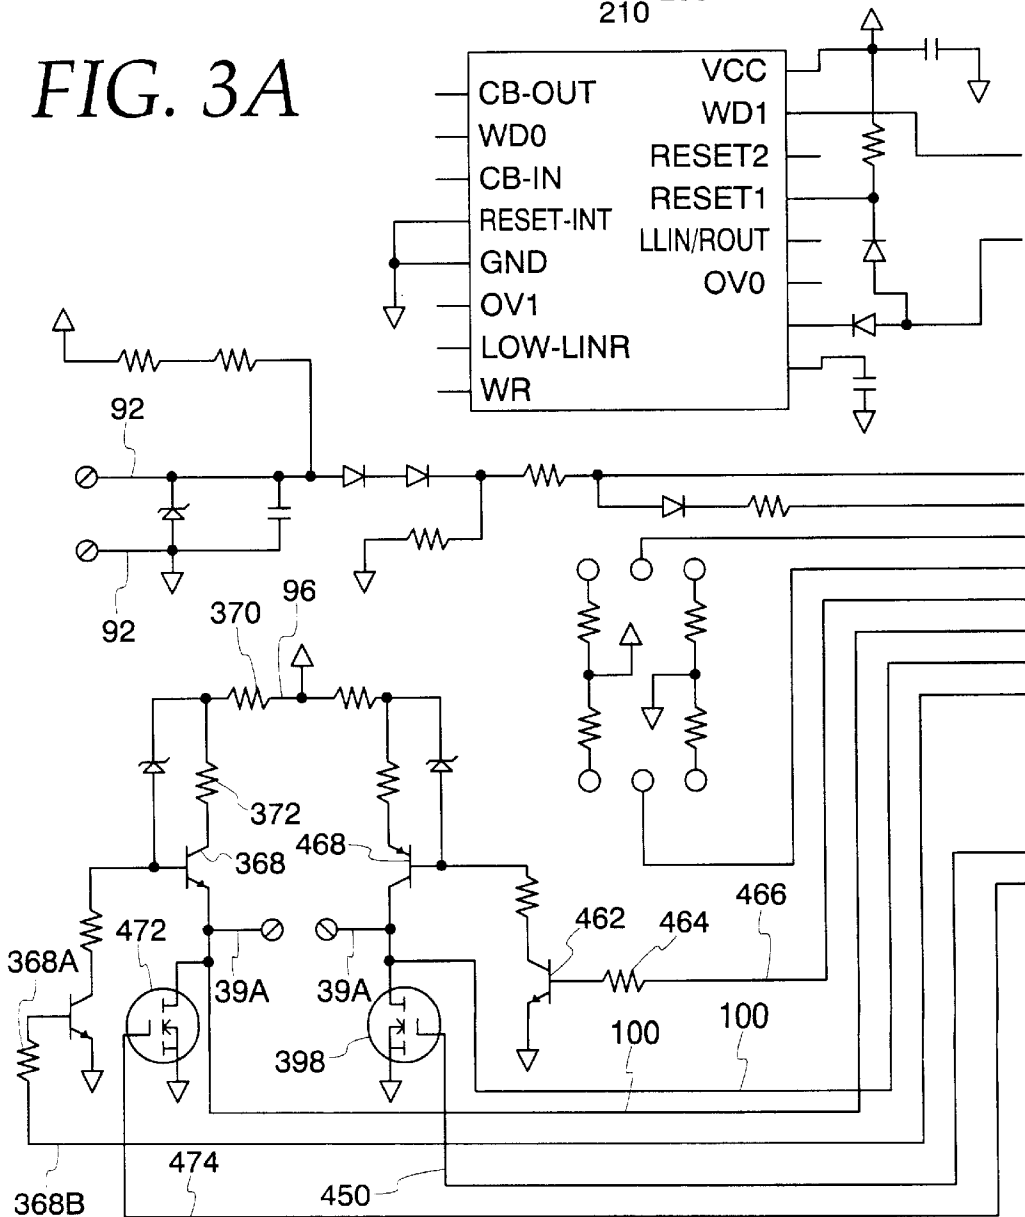 210
FIG. 3A
CB-OUT
WD0
CB-IN
RESET-INT
GND
OV1
LOW-LINR
WR
VCC
WD1
RESET2
RESET1
LLIN/ROUT
OV0
92
92
370
96
372
368
468
472
368A
39A
39A
462
464
466
398
100
100
474
368B
450